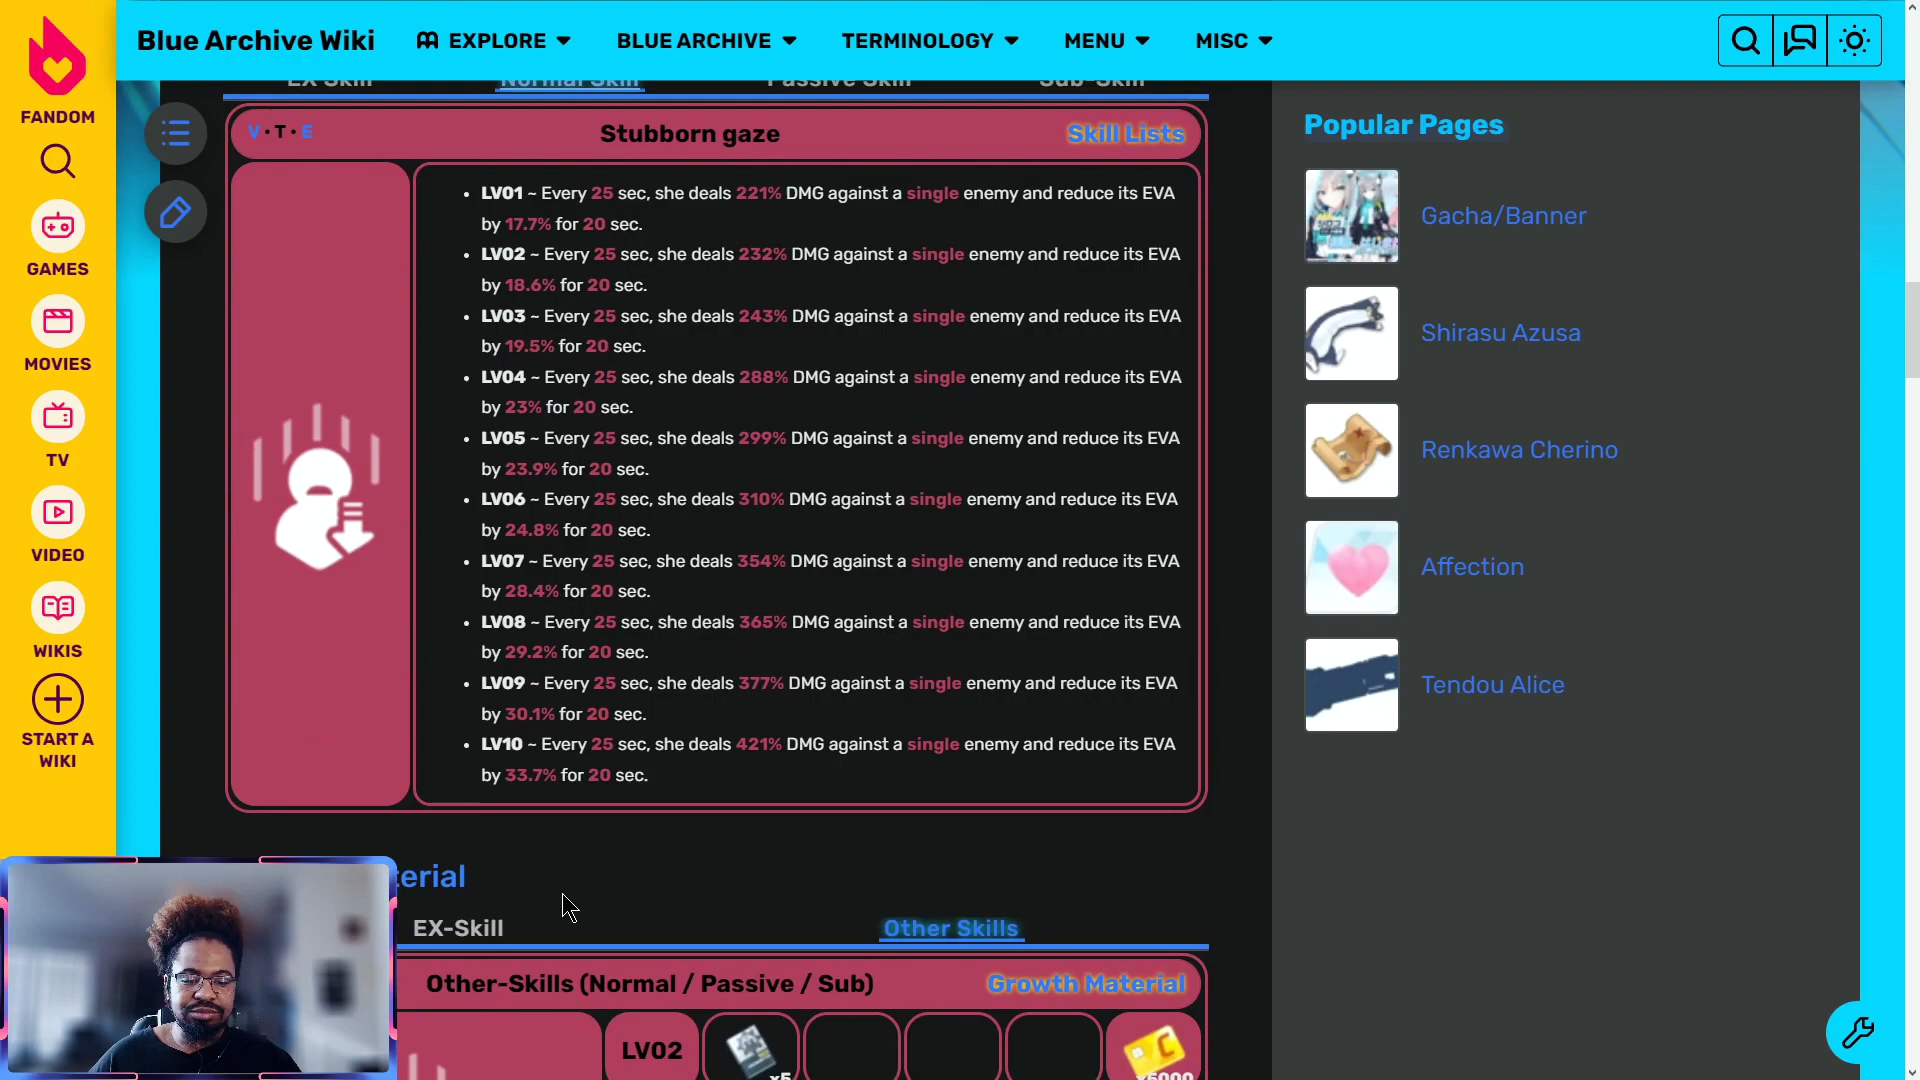 FANDOM
GAMES
MOVIES
TV
VIDEO
WIKIS
START A
WIKI
Blue Archive Wiki
EXPLORE
BLUE ARCHIVE
TERMINOLOGY
MENU
MISC
EX Skill
Normal Skill
Passive Skill
Sub-Skill
V · T · E
Stubborn gaze
Skill Lists
LV01 ~ Every 25 sec, she deals 221% DMG against a single enemy and reduce its EVA
by 17.7% for 20 sec.
LV02 ~ Every 25 sec, she deals 232% DMG against a single enemy and reduce its EVA
by 18.6% for 20 sec.
LV03 ~ Every 25 sec, she deals 243% DMG against a single enemy and reduce its EVA
by 19.5% for 20 sec.
LV04 ~ Every 25 sec, she deals 288% DMG against a single enemy and reduce its EVA
by 23% for 20 sec.
LV05 ~ Every 25 sec, she deals 299% DMG against a single enemy and reduce its EVA
by 23.9% for 20 sec.
LV06 ~ Every 25 sec, she deals 310% DMG against a single enemy and reduce its EVA
by 24.8% for 20 sec.
LV07 ~ Every 25 sec, she deals 354% DMG against a single enemy and reduce its EVA
by 28.4% for 20 sec.
LV08 ~ Every 25 sec, she deals 365% DMG against a single enemy and reduce its EVA
by 29.2% for 20 sec.
LV09 ~ Every 25 sec, she deals 377% DMG against a single enemy and reduce its EVA
by 30.1% for 20 sec.
LV10 ~ Every 25 sec, she deals 421% DMG against a single enemy and reduce its EVA
by 33.7% for 20 sec.
terial
EX-Skill
Other Skills
Other-Skills (Normal / Passive / Sub)
Growth Material
LV02
x5
x5000
Popular Pages
Gacha/Banner
Shirasu Azusa
Renkawa Cherino
Affection
Tendou Alice